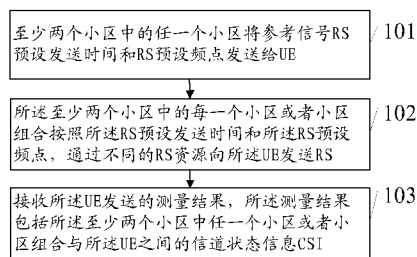 至少两个小区中的任一个小区将参考信号RS
预设发送时间和RS预设频点发送给UE
101
所述至少两个小区中的每一个小区或者小区
组合按照所述RS预设发送时间和所述RS预设
频点，通过不同的RS资源向所述UE发送RS
102
接收所述UE发送的测量结果，所述测量结果
包括所述至少两个小区中任一个小区或者小
区组合与所述UE之间的信道状态信息CSI
103